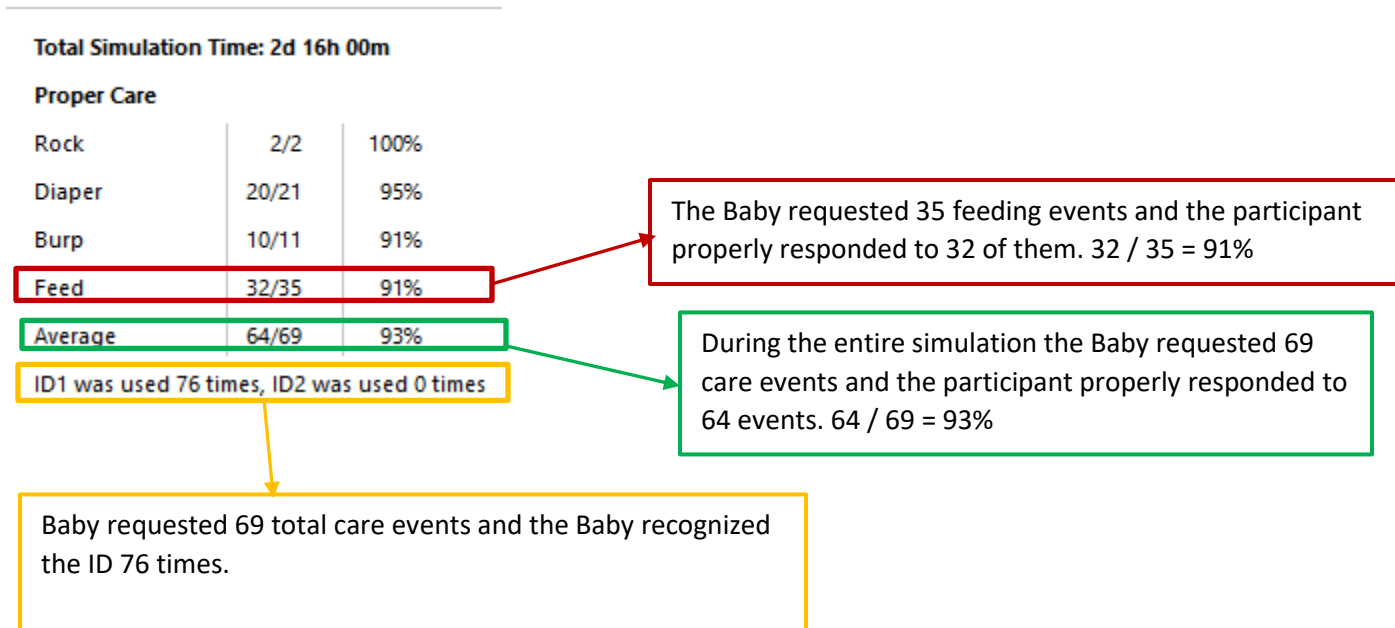 Total Simulation Time: 2d 16h 00m
Proper Care
Rock 2/2 100%
Diaper 20/21 95%
Burp 10/11 91%
Feed 32/35 91%
Average 64/69 93%
ID1 was used 76 times, ID2 was used 0 times
The Baby requested 35 feeding events and the participant
properly responded to 32 of them. 32 / 35 = 91%
During the entire simulation the Baby requested 69
care events and the participant properly responded to
64 events. 64 / 69 = 93%
Baby requested 69 total care events and the Baby recognized
the ID 76 times.